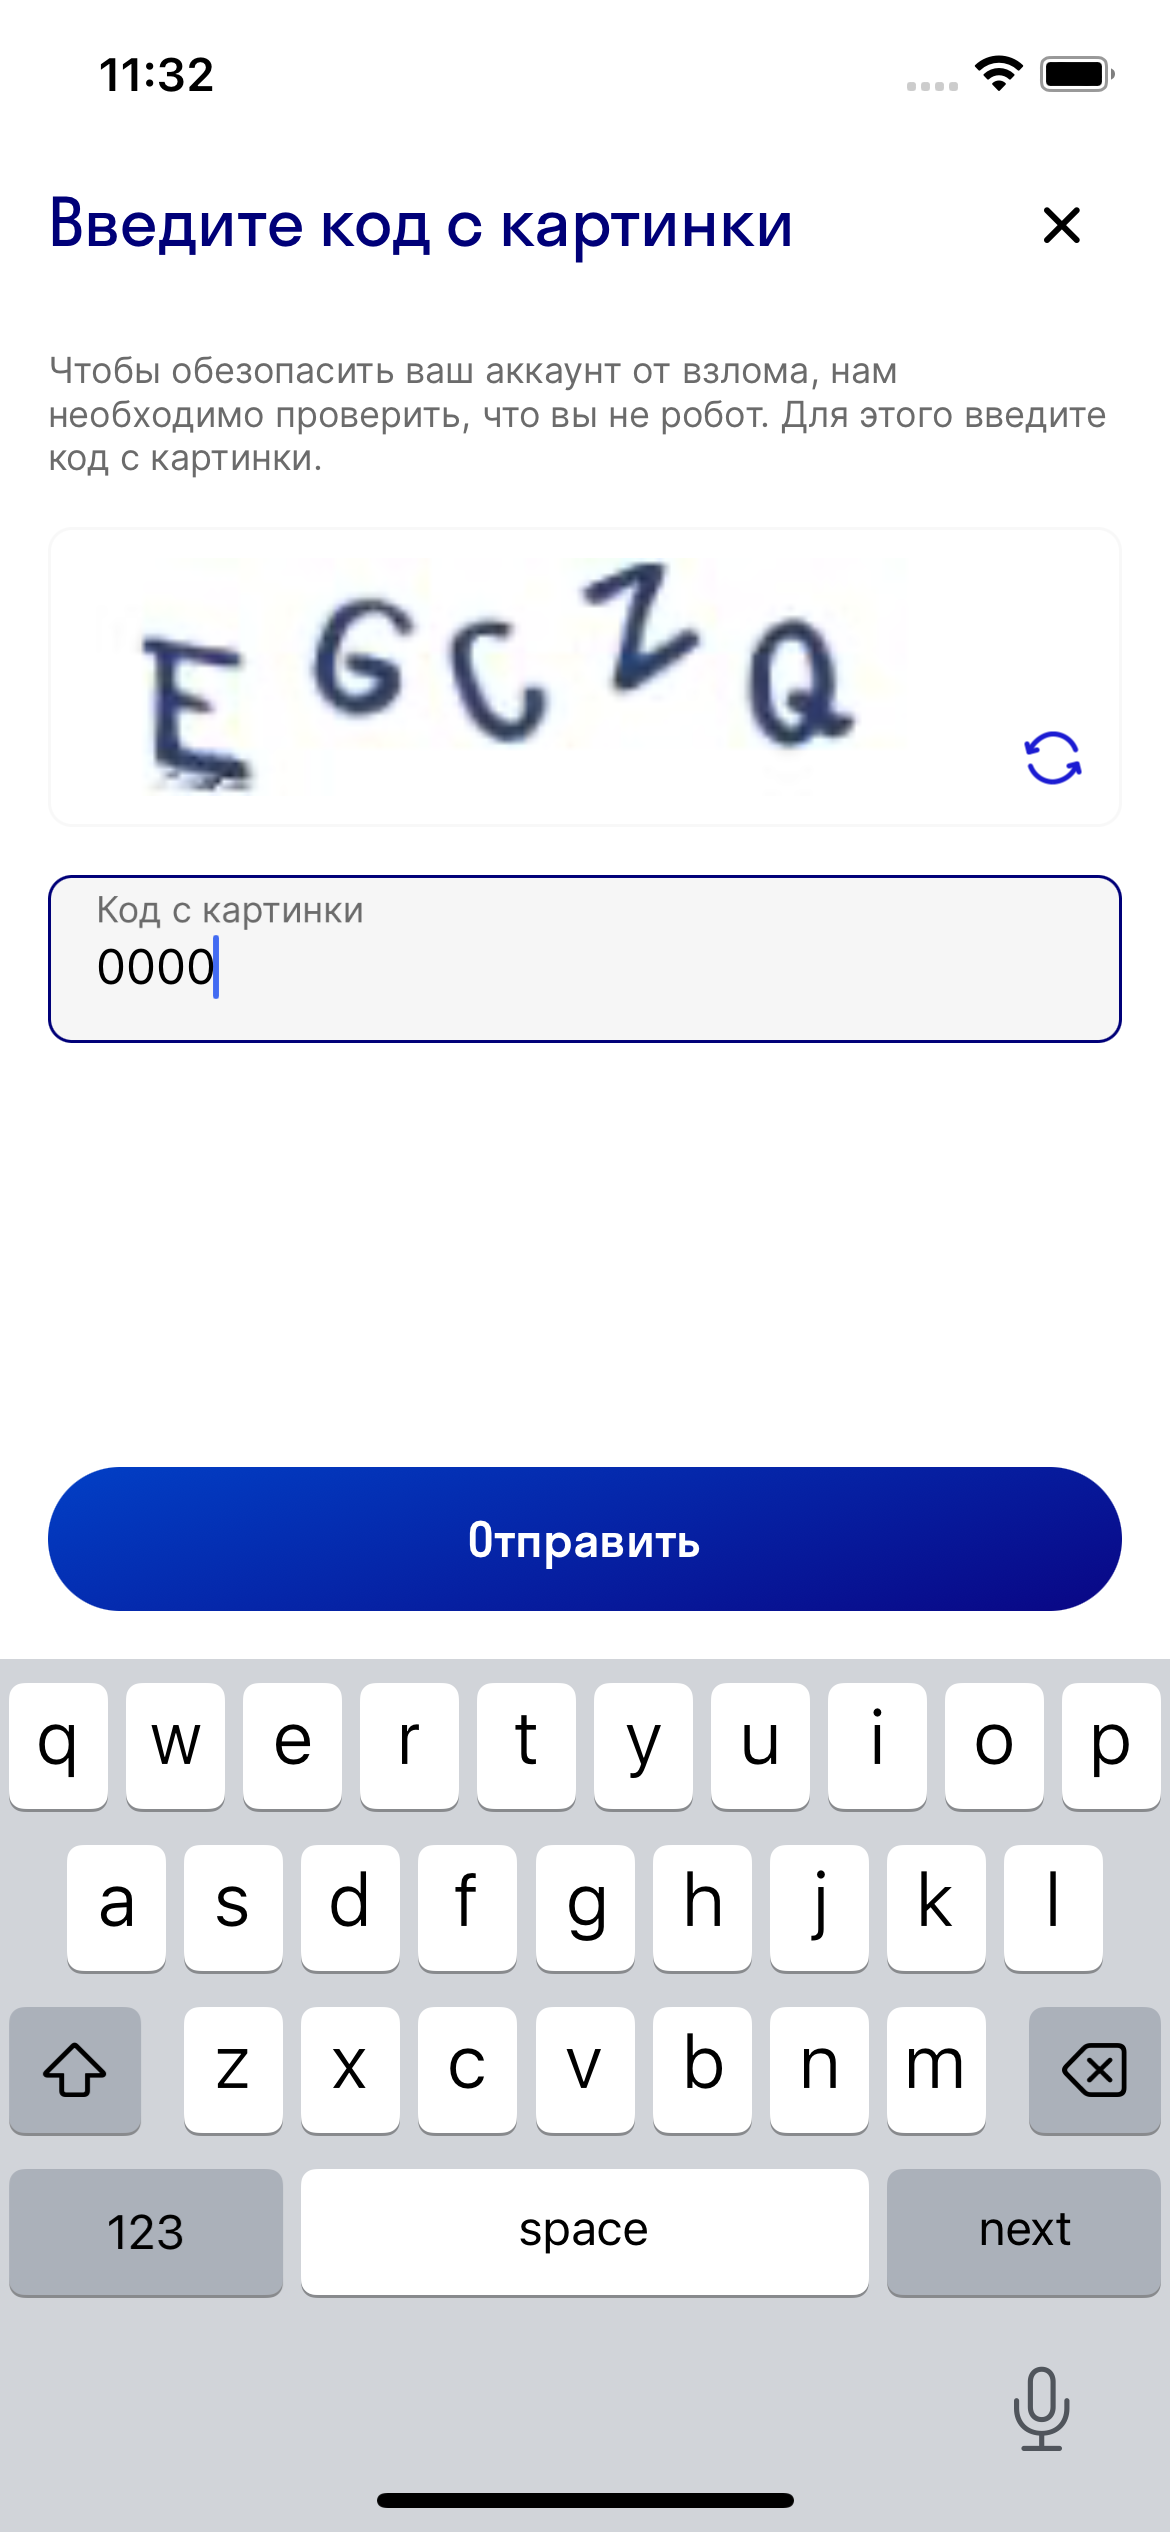 11:32
Введите код с картинки
Чтобы обезопасить ваш аккаунт от взлома, нам
необходимо проверить, что вы не робот. Для этого введите
код с картинки.
EGCZQ
Код с картинки
0000
Отправить
q w e r t y u i o p
a s d f g h j k l
z x c v b n m
123 space next